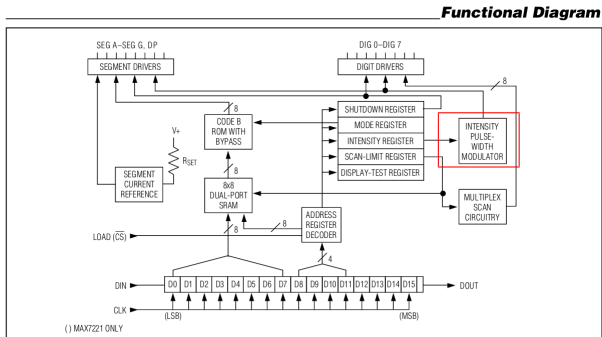 Functional Diagram
SEG A–SEG G, DP
DIG 0–DIG 7
SEGMENT DRIVERS
DIGIT DRIVERS
8
8
CODE B
ROM WITH
BYPASS
SHUTDOWN REGISTER
MODE REGISTER
INTENSITY REGISTER
SCAN-LIMIT REGISTER
DISPLAY-TEST REGISTER
INTENSITY
PULSE-
WIDTH
MODULATOR
V+
RSET
SEGMENT
CURRENT
REFERENCE
8
8x8
DUAL-PORT
SRAM
MULTIPLEX
SCAN
CIRCUITRY
8
8
ADDRESS
REGISTER
DECODER
LOAD (CS)
4
DIN
D0 D1 D2 D3 D4 D5 D6 D7 D8 D9 D10 D11 D12 D13 D14 D15
DOUT
CLK
(LSB)
(MSB)
( ) MAX7221 ONLY